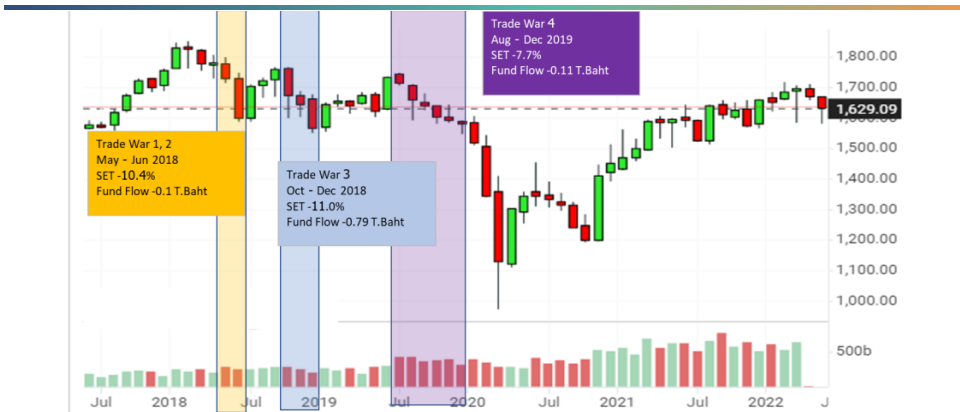 Trade War 4
Aug - Dec 2019
SET -7.7%
Fund Flow -0.11 T.Baht
Trade War 1, 2
May - Jun 2018
SET -10.4%
Fund Flow -0.1 T.Baht
Trade War 3
Oct - Dec 2018
SET -11.0%
Fund Flow -0.79 T.Baht
1,800.00
1,700.00
1,629.09
1,500.00
1,400.00
1,300.00
1,200.00
1,100.00
1,000.00
500b
Jul 2018 Jul 2019 Jul 2020 Jul 2021 Jul 2022 J